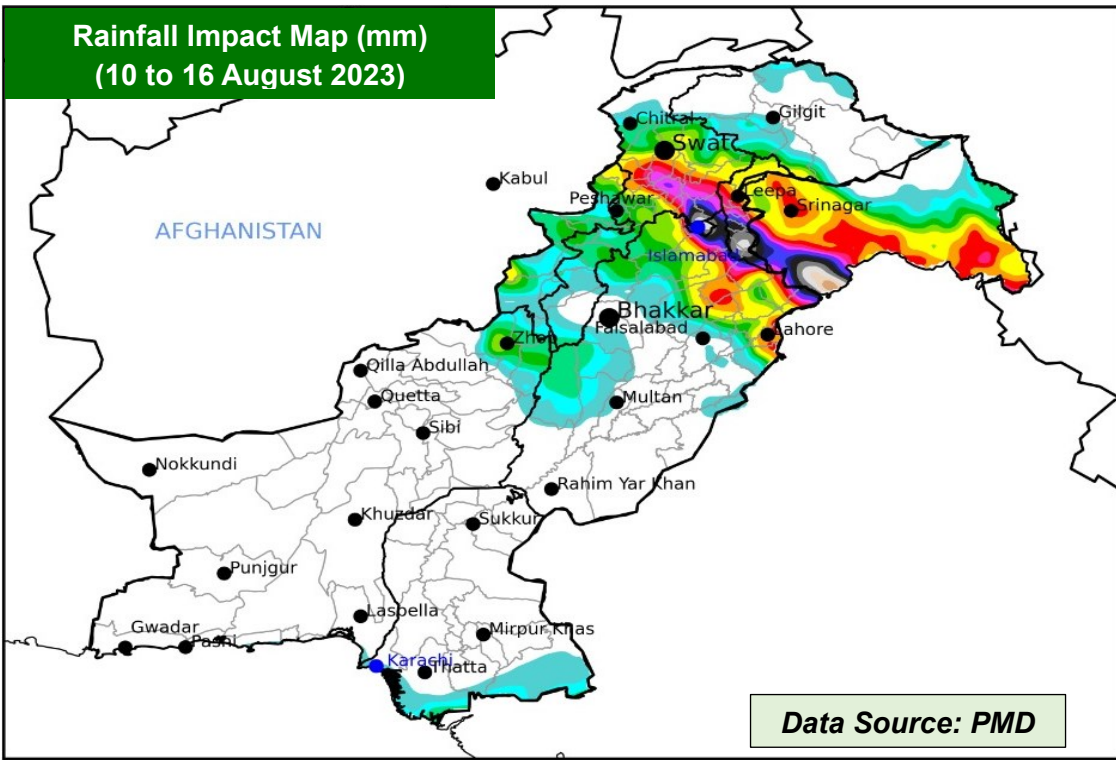 Rainfall Impact Map (mm)
(10 to 16 August 2023)
Chitral
Gilgit
Swat
Kabul
Leepa
Peshawar
Srinagar
AFGHANISTAN
Islamabad
Bhakkar
Faisalabad
Lahore
Zhob
Qilla Abdullah
Quetta
Multan
Sibi
Nokkundi
Rahim Yar Khan
Khuzdar
Sukkur
Punjgur
Lasbella
Gwadar
Mirpur Khas
Pasni
Karachi
Thatta
Data Source: PMD